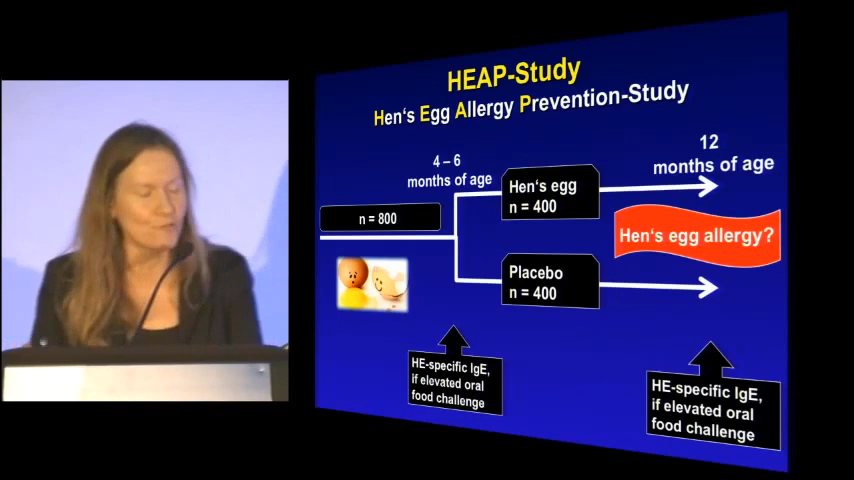 HEAP-Study
Hen's Egg Allergy Prevention-Study
12
months of age
4 – 6
months of age
Hen's egg
n = 400
n = 800
Hen's egg allergy?
Placebo
n = 400
HE-specific IgE,
if elevated oral
food challenge
HE-specific IgE,
if elevated oral
food challenge